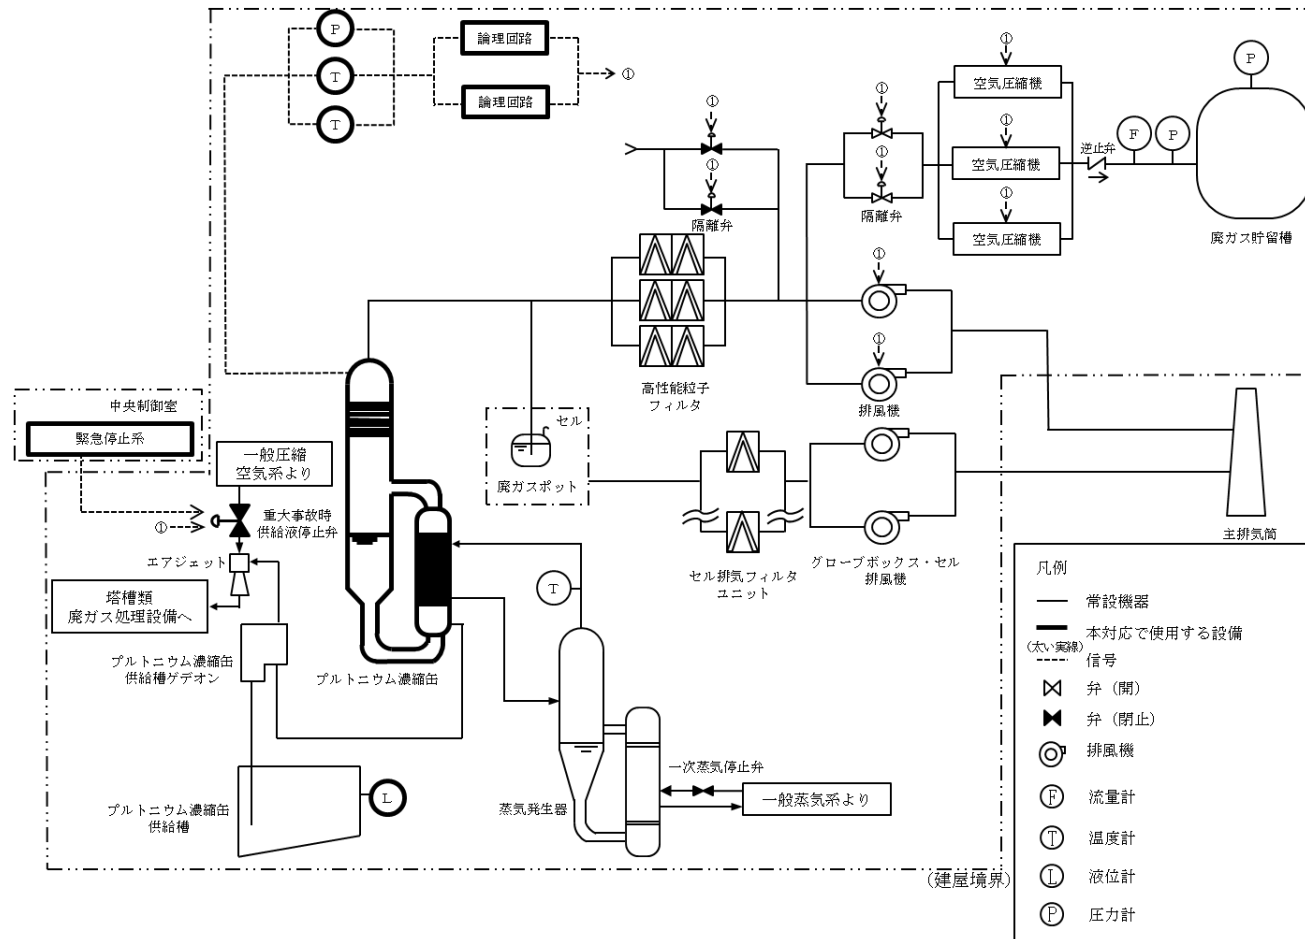 P
T
T
論理回路
論理回路
①
①
①
隔離弁
①
①
隔離弁
①
空気圧縮機
①
空気圧縮機
①
空気圧縮機
逆止弁
F
P
P
廃ガス貯留槽
①
①
排風機
高性能粒子
フィルタ
中央制御室
緊急停止系
一般圧縮
空気系より
①
重大事故時
供給液停止弁
エアジェット
塔槽類
廃ガス処理設備へ
プルトニウム濃縮缶
供給槽ゲデオン
プルトニウム濃縮缶
セル
廃ガスポット
セル排気フィルタ
ユニット
グローブボックス・セル
排風機
主排気筒
T
プルトニウム濃縮缶
供給槽
L
蒸気発生器
一次蒸気停止弁
一般蒸気系より
(建屋境界)
凡例
常設機器
本対応で使用する設備
(太い実線)
信号
弁（開）
弁（閉止）
排風機
F 流量計
T 温度計
L 液位計
P 圧力計